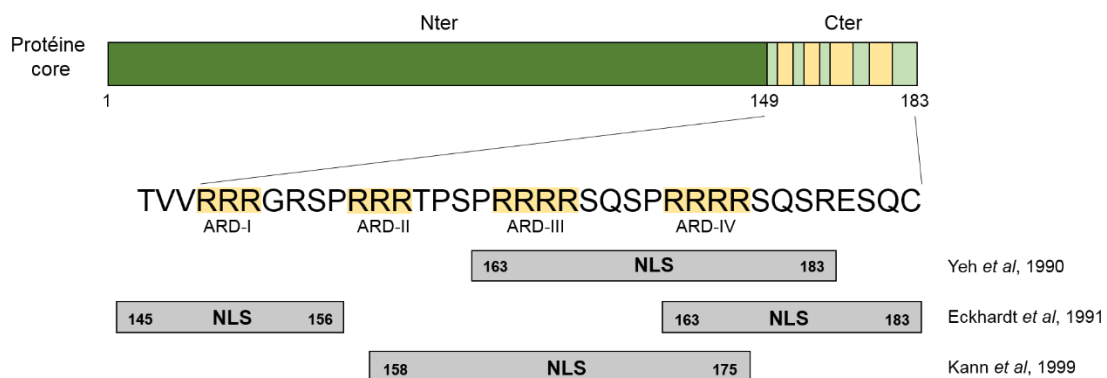 Nter Cter
Protéine
core
1 149 183
TVVRRRGRSPRRRTPSPRRRRSQSPRRRRSQSRESQC
ARD-I ARD-II ARD-III ARD-IV
163 NLS 183 Yeh et al, 1990
145 NLS 156 163 NLS 183 Eckhardt et al, 1991
158 NLS 175 Kann et al, 1999